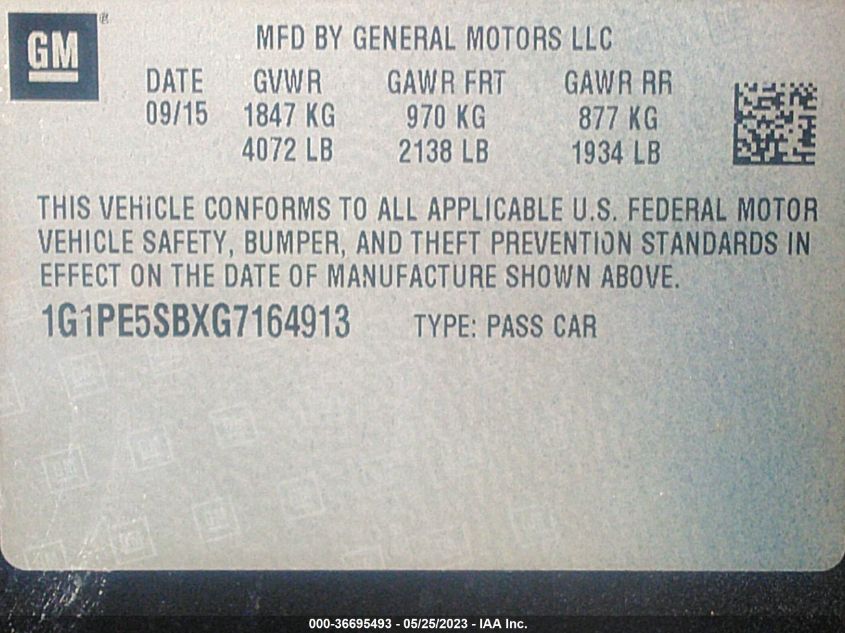 GM ®
MFD BY GENERAL MOTORS LLC
DATE GVWR GAWR FRT GAWR RR
09/15 1847 KG 970 KG 877 KG
4072 LB 2138 LB 1934 LB
THIS VEHICLE CONFORMS TO ALL APPLICABLE U.S. FEDERAL MOTOR
VEHICLE SAFETY, BUMPER, AND THEFT PREVENTION STANDARDS IN
EFFECT ON THE DATE OF MANUFACTURE SHOWN ABOVE.
1G1PE5SBXG7164913 TYPE: PASS CAR
000-36695493 - 05/25/2023 - IAA Inc.